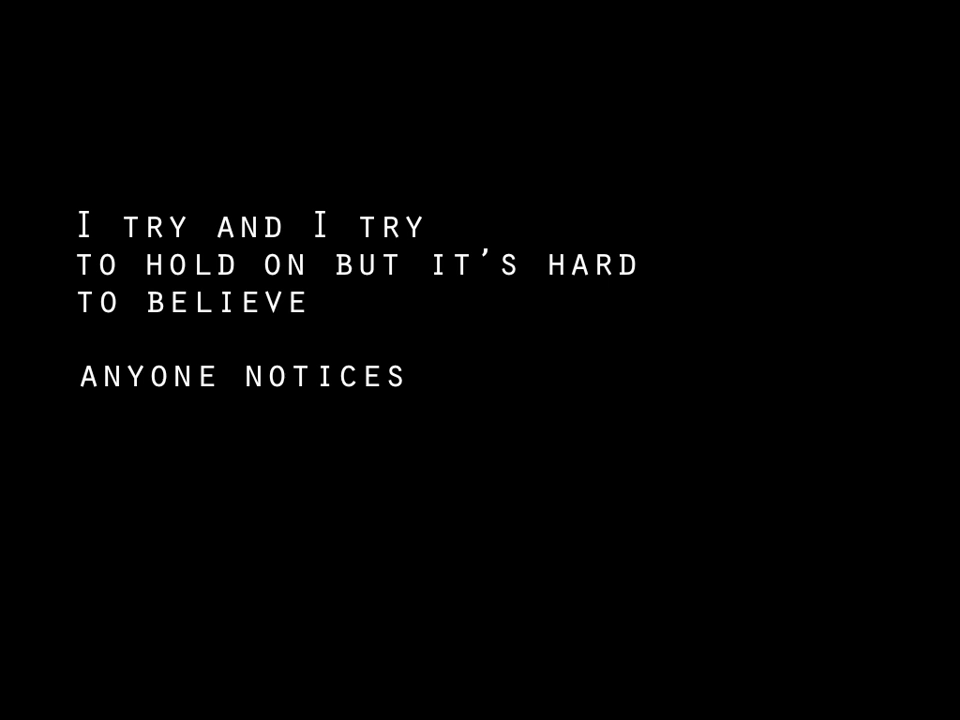 I try and I try
to hold on but it's hard
to believe
anyone notices